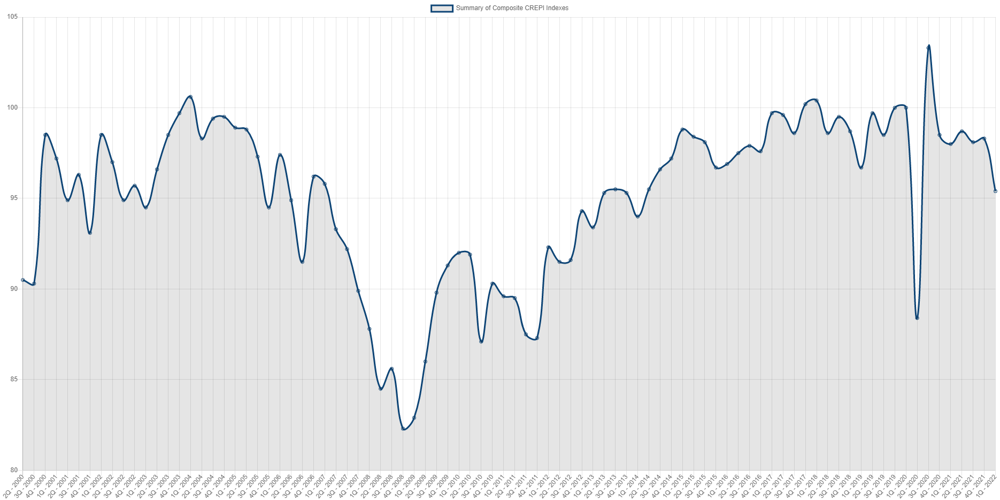 Summary of Composite CREPI Indexes
105
100
95
90
85
80
2Q - 2000
3Q - 2000
4Q - 2000
1Q - 2001
2Q - 2001
3Q - 2001
4Q - 2001
1Q - 2002
2Q - 2002
3Q - 2002
4Q - 2002
1Q - 2003
2Q - 2003
3Q - 2003
4Q - 2003
1Q - 2004
2Q - 2004
3Q - 2004
4Q - 2004
1Q - 2005
2Q - 2005
3Q - 2005
4Q - 2005
1Q - 2006
2Q - 2006
3Q - 2006
4Q - 2006
1Q - 2007
2Q - 2007
3Q - 2007
4Q - 2007
1Q - 2008
2Q - 2008
3Q - 2008
4Q - 2008
1Q - 2009
2Q - 2009
3Q - 2009
4Q - 2009
1Q - 2010
2Q - 2010
3Q - 2010
4Q - 2010
1Q - 2011
2Q - 2011
3Q - 2011
4Q - 2011
1Q - 2012
2Q - 2012
3Q - 2012
4Q - 2012
1Q - 2013
2Q - 2013
3Q - 2013
4Q - 2013
1Q - 2014
2Q - 2014
3Q - 2014
4Q - 2014
1Q - 2015
2Q - 2015
3Q - 2015
4Q - 2015
1Q - 2016
2Q - 2016
3Q - 2016
4Q - 2016
1Q - 2017
2Q - 2017
3Q - 2017
4Q - 2017
1Q - 2018
2Q - 2018
3Q - 2018
4Q - 2018
1Q - 2019
2Q - 2019
3Q - 2019
4Q - 2019
1Q - 2020
2Q - 2020
3Q - 2020
4Q - 2020
1Q - 2021
2Q - 2021
3Q - 2021
4Q - 2021
1Q - 2022